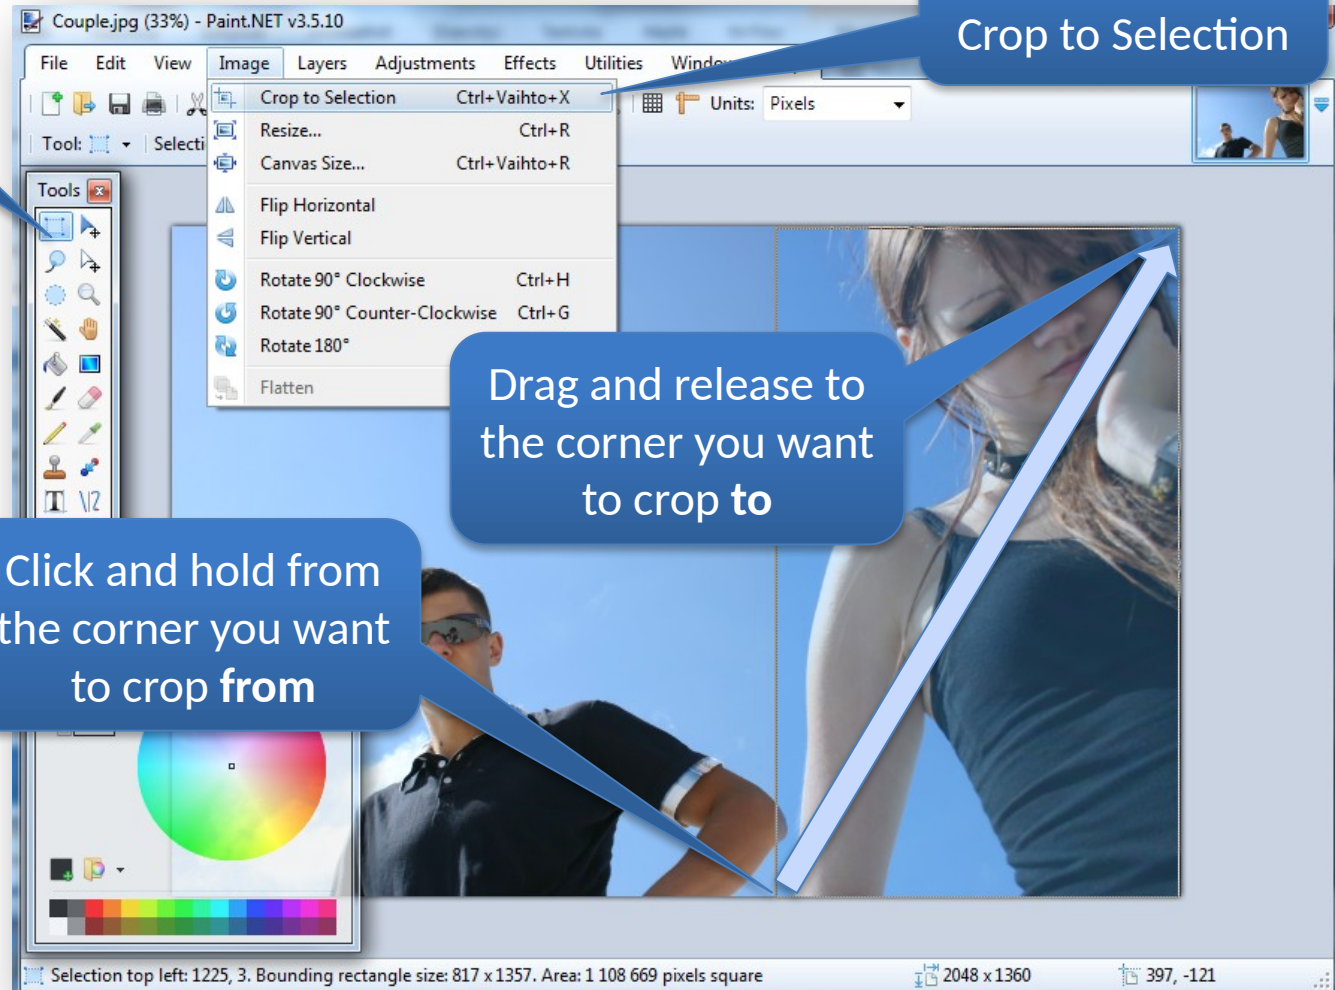 Couple.jpg (33%) - Paint.NET v3.5.10
Crop to Selection
File Edit View Image Layers Adjustments Effects Utilities
Crop to Selection Ctrl+Vaihto+X
Units: Pixels
Resize... Ctrl+R
Tool:
Canvas Size... Ctrl+Vaihto+R
Tools
Flip Horizontal
Flip Vertical
Rotate 90° Clockwise Ctrl+H
Rotate 90° Counter-Clockwise Ctrl+G
Rotate 180°
Flatten
Drag and release to
the corner you want
to crop to
Click and hold from
the corner you want
to crop from
Selection top left: 1225, 3. Bounding rectangle size: 817 x 1357. Area: 1 108 669 pixels square
2048 x 1360
397, -121